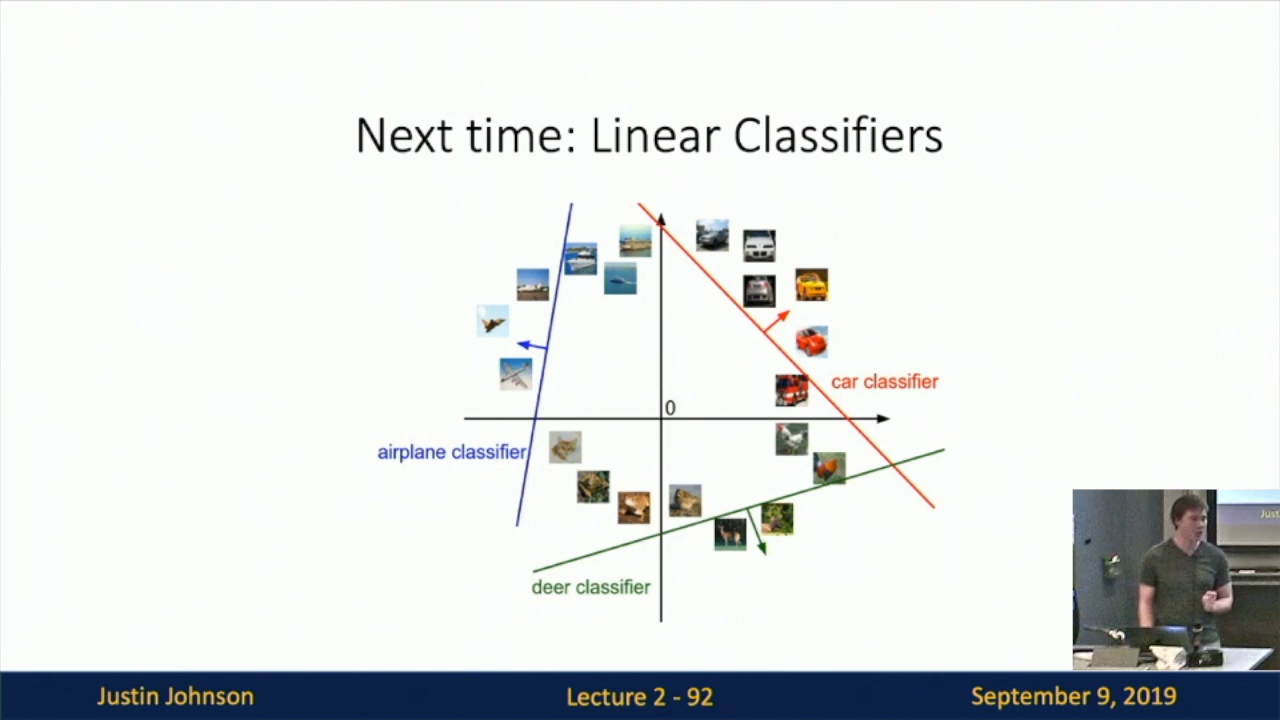 Next time: Linear Classifiers
0
car classifier
airplane classifier
deer classifier
Just
Justin Johnson
Lecture 2 - 92
September 9, 2019